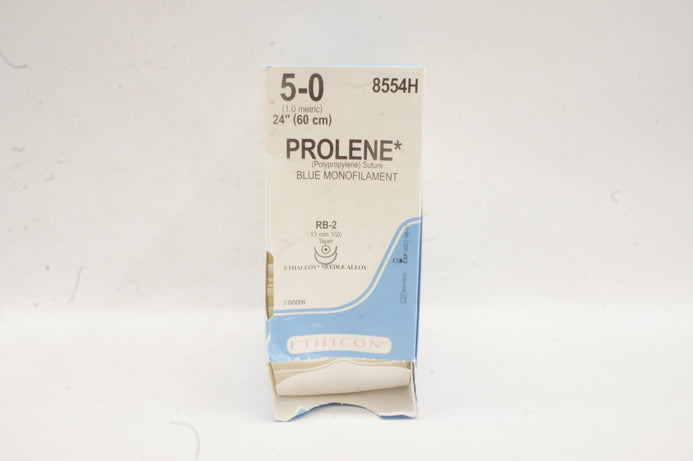 5-0
8554H
(1.0 metric)
24" (60 cm)
PROLENE*
(Polypropylene) Suture
BLUE MONOFILAMENT
RB-2
13 mm 1/2c
Taper
ETHALLOY* NEEDLE ALLOY
3 DOZEN
ETHICON